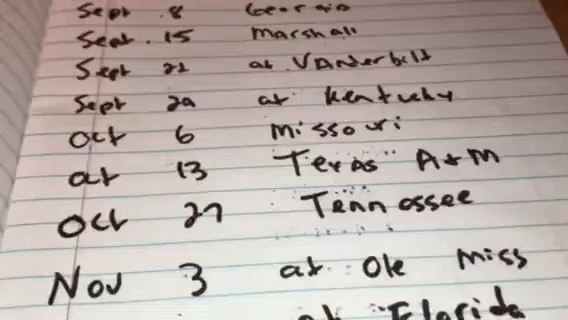 Sept 8 Georgia
Sept. 15 Marshall
Sept 22 at Vanderbilt
Sept 29 at Kentucky
Oct 6 Missouri
Oct 13 Texas A+M
Oct 27 Tennossee
Nov 3 at Ole Miss
at Florida